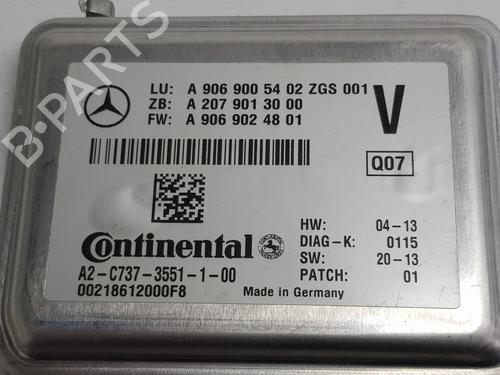 LU: A 906 900 54 02 ZGS 001
ZB: A 207 901 30 00
FW: A 906 902 48 01
V
Q07
Continental
HW: 04-13
DIAG-K: 0115
SW: 20-13
PATCH: 01
A2-C737-3551-1-00
00218612000F8
Made in Germany
B-PARTS